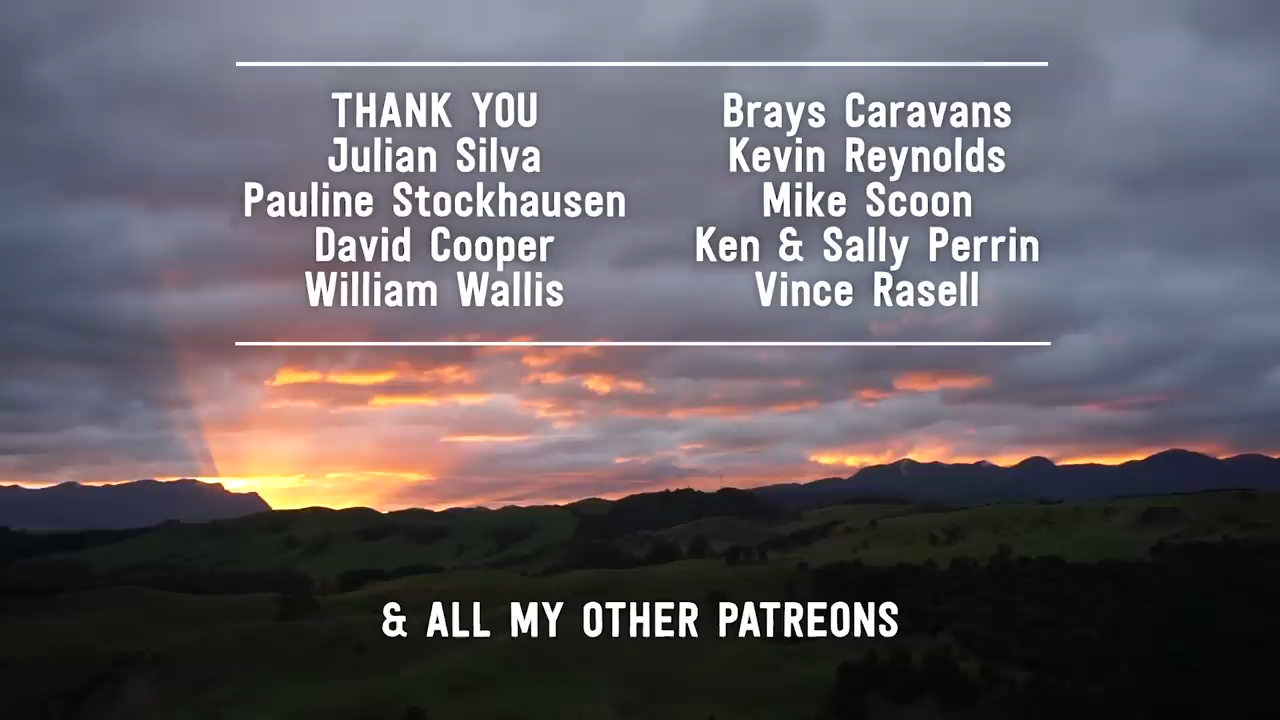 THANK YOU
Julian Silva
Pauline Stockhausen
David Cooper
William Wallis
Brays Caravans
Kevin Reynolds
Mike Scoon
Ken & Sally Perrin
Vince Rasell
& ALL MY OTHER PATREONS